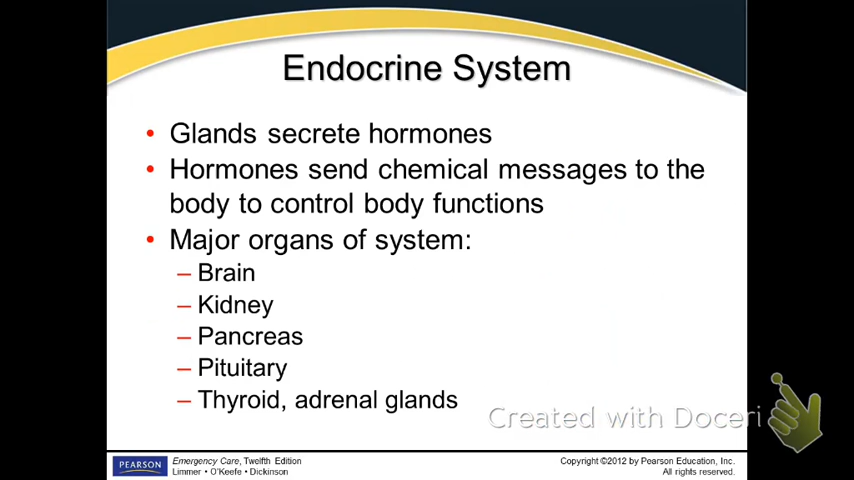 Endocrine System
• Glands secrete hormones
• Hormones send chemical messages to the
body to control body functions
• Major organs of system:
– Brain
– Kidney
– Pancreas
– Pituitary
– Thyroid, adrenal glands
Created with Doceri
PEARSON
Emergency Care, Twelfth Edition
Limmer • O'Keefe • Dickinson
Copyright ©2012 by Pearson Education, Inc.
All rights reserved.